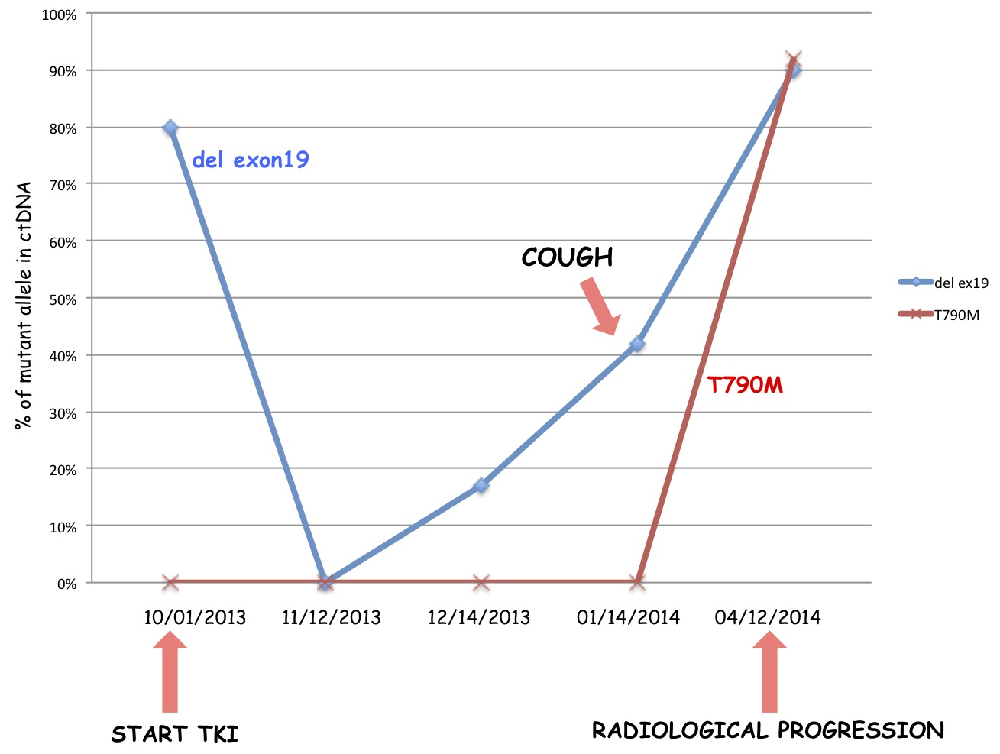 100%
90%
80%
70%
60%
50%
40%
30%
20%
10%
0%
% of mutant allele in ctDNA
del exon19
COUGH
T790M
del ex19
T790M
10/01/2013
11/12/2013
12/14/2013
01/14/2014
04/12/2014
START TKI
RADIOLOGICAL PROGRESSION